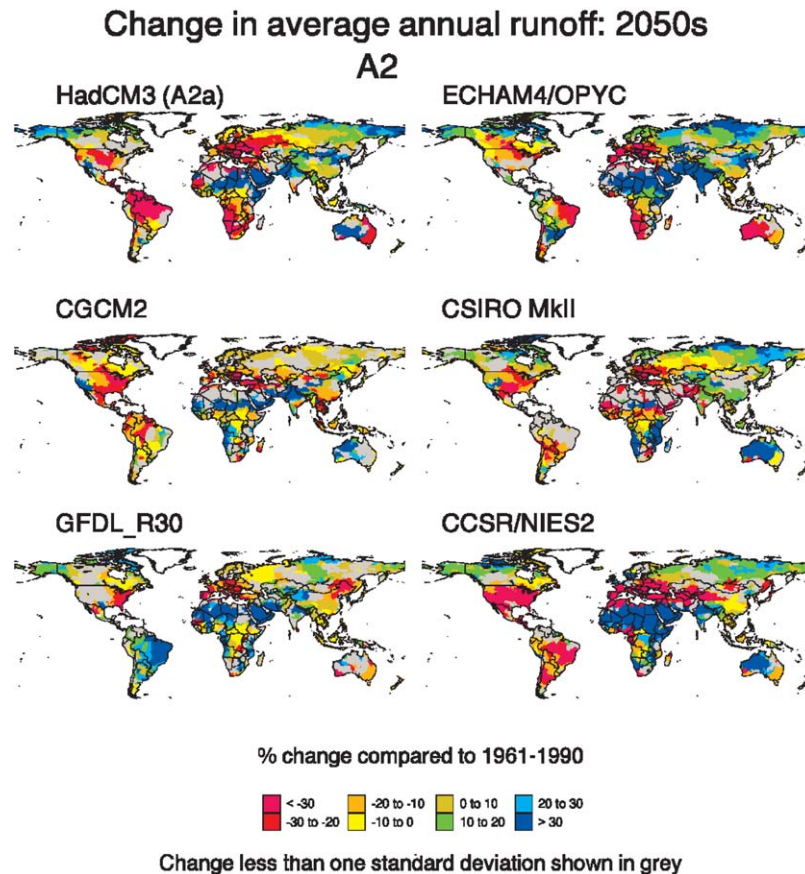 Change in average annual runoff: 2050s
A2
HadCM3 (A2a)
ECHAM4/OPYC
CGCM2
CSIRO MkII
GFDL_R30
CCSR/NIES2
% change compared to 1961-1990
< -30
-20 to -10
0 to 10
20 to 30
-30 to -20
-10 to 0
10 to 20
> 30
Change less than one standard deviation shown in grey